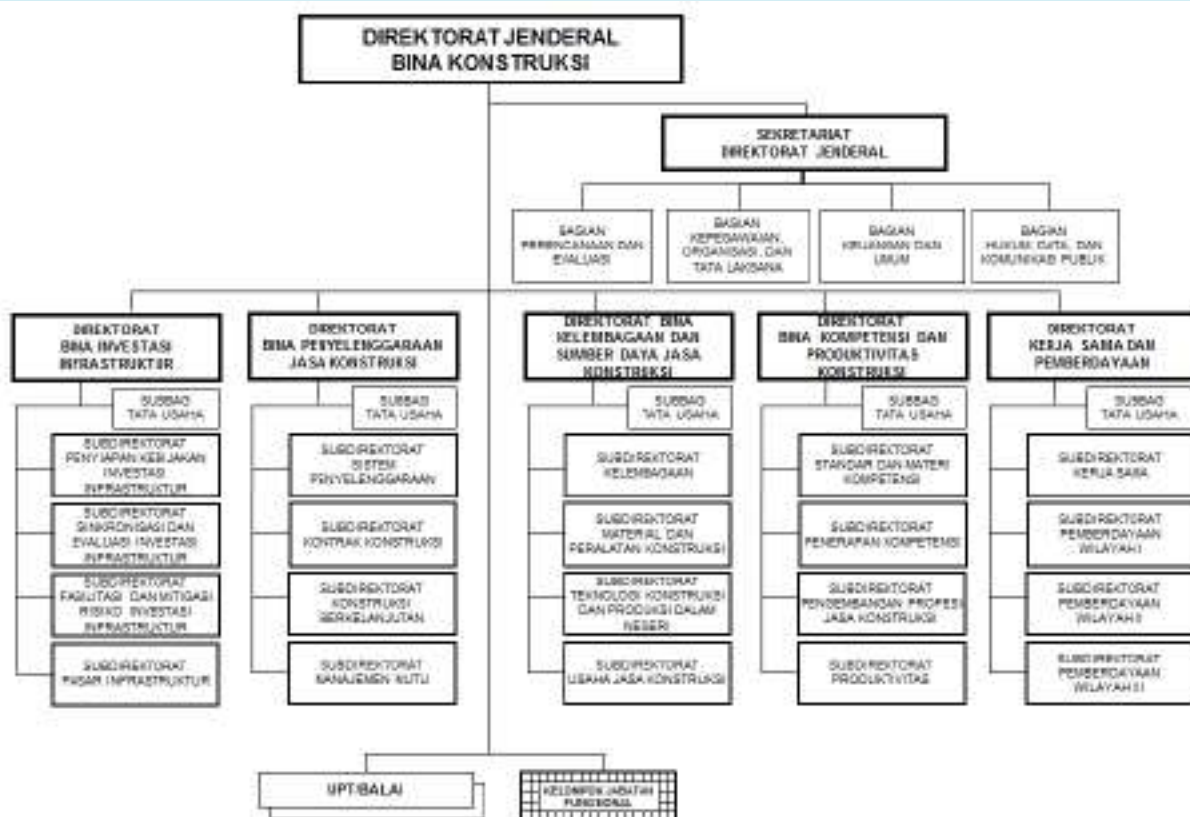 DIREKTORAT JENDERAL
BINA KONSTRUKSI
SEKRETARIAT
DIREKTORAT JENDERAL
BAGIAN
PERENCANAAN DAN
EVALUASI
BAGIAN
KEPEGAWAIAN,
ORGANISASI, DAN
TATA LAKSANA
BAGIAN
KEUANGAN DAN
UMUM
BAGIAN
HUKUM, DATA, DAN
KOMUNIKASI PUBLIK
DIREKTORAT
BINA INVESTASI
INFRASTRUKTUR
DIREKTORAT
BINA PENYELENGGARAAN
JASA KONSTRUKSI
DIREKTORAT BINA
KELEMBAGAAN DAN
SUMBER DAYA JASA
KONSTRUKSI
DIREKTORAT
BINA KOMPETENSI DAN
PRODUKTIVITAS
KONSTRUKSI
DIREKTORAT
KERJA SAMA DAN
PEMBERDAYAAN
SUBBAG
TATA USAHA
SUBDIREKTORAT
PENYIAPAN KEBIJAKAN
INVESTASI
INFRASTRUKTUR
SUBDIREKTORAT
SINKRONISASI DAN
EVALUASI INVESTASI
INFRASTRUKTUR
SUBDIREKTORAT
FASILITASI DAN MITIGASI
RISIKO INVESTASI
INFRASTRUKTUR
SUBDIREKTORAT
PASAR INFRASTRUKTUR
SUBBAG
TATA USAHA
SUBDIREKTORAT
SISTEM
PENYELENGGARAAN
SUBDIREKTORAT
KONTRAK KONSTRUKSI
SUBDIREKTORAT
KONSTRUKSI
BERKELANJUTAN
SUBDIREKTORAT
MANAJEMEN MUTU
SUBBAG
TATA USAHA
SUBDIREKTORAT
KELEMBAGAAN
SUBDIREKTORAT
MATERIAL DAN
PERALATAN KONSTRUKSI
SUBDIREKTORAT
TEKNOLOGI KONSTRUKSI
DAN PRODUKSI DALAM
NEGERI
SUBDIREKTORAT
USAHA JASA KONSTRUKSI
SUBBAG
TATA USAHA
SUBDIREKTORAT
STANDAR DAN MATERI
KOMPETENSI
SUBDIREKTORAT
PENERAPAN KOMPETENSI
SUBDIREKTORAT
PENGEMBANGAN PROFESI
JASA KONSTRUKSI
SUBDIREKTORAT
PRODUKTIVITAS
SUBBAG
TATA USAHA
SUBDIREKTORAT
KERJA SAMA
SUBDIREKTORAT
PEMBERDAYAAN
WILAYAH I
SUBDIREKTORAT
PEMBERDAYAAN
WILAYAH II
SUBDIREKTORAT
PEMBERDAYAAN
WILAYAH III
UPT/BALAI
KELOMPOK JABATAN
FUNGSIONAL